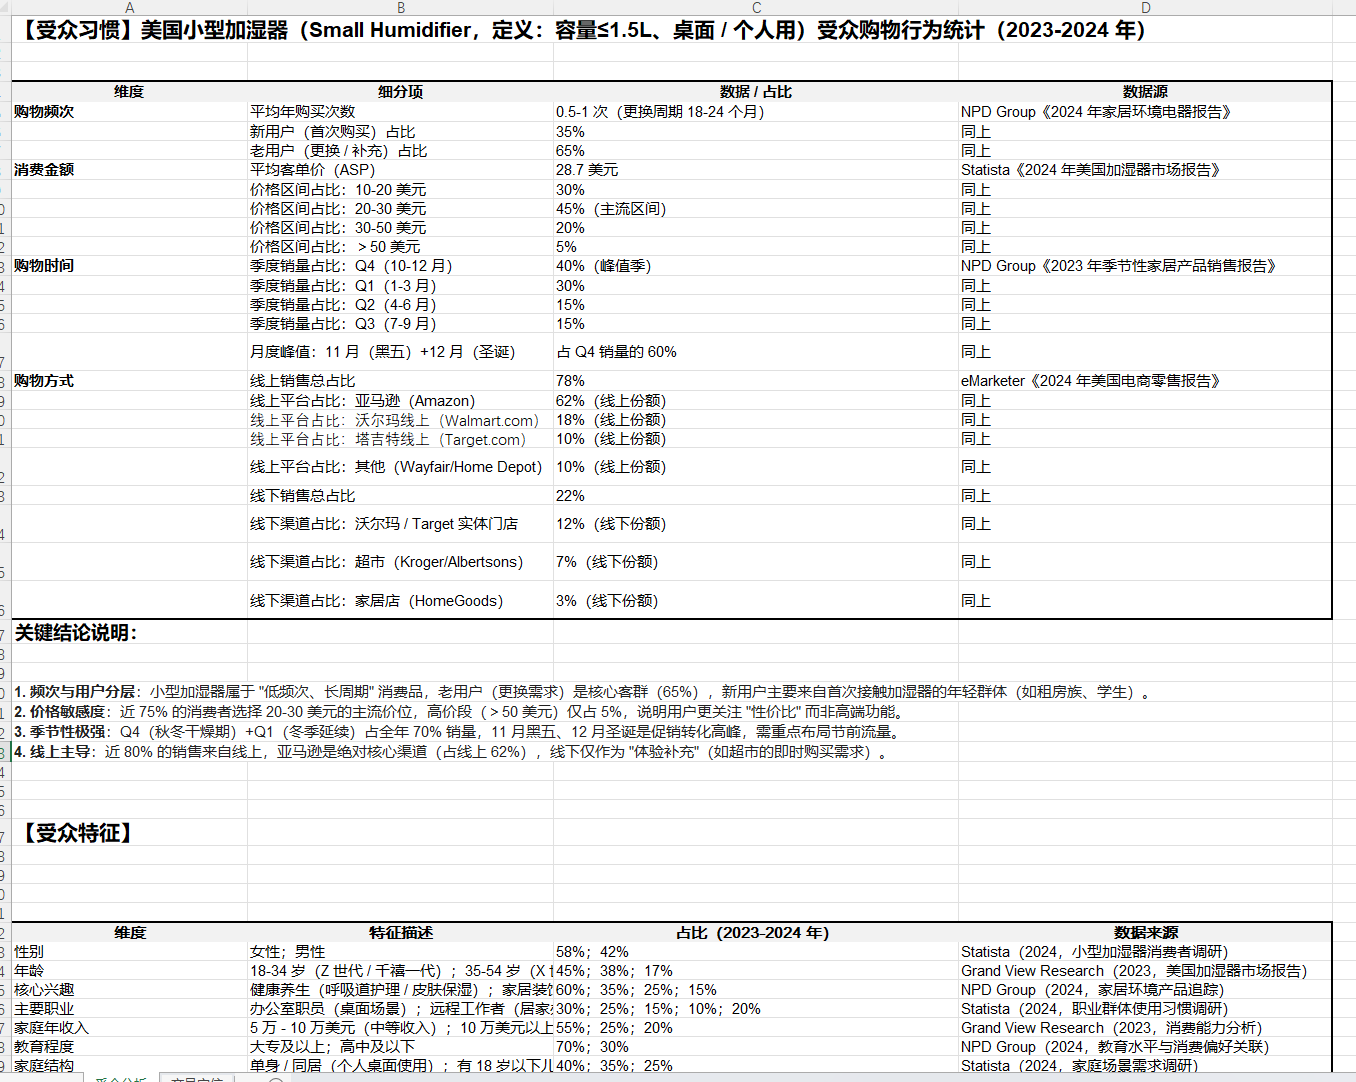 A B C D
【受众习惯】美国小型加湿器（Small Humidifier，定义：容量≤1.5L、桌面 / 个人用）受众购物行为统计（2023-2024 年）
维度 细分项 数据 / 占比 数据源
购物频次 平均年购买次数 0.5-1 次（更换周期 18-24 个月） NPD Group《2024 年家居环境电器报告》
新用户（首次购买）占比 35% 同上
老用户（更换 / 补充）占比 65% 同上
消费金额 平均客单价（ASP） 28.7 美元 Statista《2024 年美国加湿器市场报告》
价格区间占比：10-20 美元 30% 同上
价格区间占比：20-30 美元 45%（主流区间） 同上
价格区间占比：30-50 美元 20% 同上
价格区间占比：＞50 美元 5% 同上
购物时间 季度销量占比：Q4（10-12 月） 40%（峰值季） NPD Group《2023 年季节性家居产品销售报告》
季度销量占比：Q1（1-3 月） 30% 同上
季度销量占比：Q2（4-6 月） 15% 同上
季度销量占比：Q3（7-9 月） 15% 同上
月度峰值：11 月（黑五）+12 月（圣诞） 占 Q4 销量的 60% 同上
购物方式 线上销售总占比 78% eMarketer《2024 年美国电商零售报告》
线上平台占比：亚马逊（Amazon） 62%（线上份额） 同上
线上平台占比：沃尔玛线上（Walmart.com） 18%（线上份额） 同上
线上平台占比：塔吉特线上（Target.com） 10%（线上份额） 同上
线上平台占比：其他（Wayfair/Home Depot） 10%（线上份额） 同上
线下销售总占比 22% 同上
线下渠道占比：沃尔玛 / Target 实体门店 12%（线下份额） 同上
线下渠道占比：超市（Kroger/Albertsons） 7%（线下份额） 同上
线下渠道占比：家居店（HomeGoods） 3%（线下份额） 同上
关键结论说明：
1. 频次与用户分层：小型加湿器属于 "低频次、长周期" 消费品，老用户（更换需求）是核心客群（65%），新用户主要来自首次接触加湿器的年轻群体（如租房族、学生）。
2. 价格敏感度：近 75% 的消费者选择 20-30 美元的主流价位，高价段（＞50 美元）仅占 5%，说明用户更关注 "性价比" 而非高端功能。
3. 季节性极强：Q4（秋冬干燥期）+Q1（冬季延续）占全年 70% 销量，11 月黑五、12 月圣诞是促销转化高峰，需重点布局节前流量。
4. 线上主导：近 80% 的销售来自线上，亚马逊是绝对核心渠道（占线上 62%），线下仅作为 "体验补充"（如超市的即时购买需求）。
【受众特征】
维度 特征描述 占比（2023-2024 年） 数据来源
性别 女性；男性 58%；42% Statista（2024，小型加湿器消费者调研）
年龄 18-34 岁（Z 世代 / 千禧一代）；35-54 岁（X 45%；38%；17% Grand View Research（2023，美国加湿器市场报告）
核心兴趣 健康养生（呼吸道护理 / 皮肤保湿）；家居装饰 60%；35%；25%；15% NPD Group（2024，家居环境产品追踪）
主要职业 办公室职员（桌面场景）；远程工作者（居家 30%；25%；15%；10%；20% Statista（2024，职业群体使用习惯调研）
家庭年收入 5 万 - 10 万美元（中等收入）；10 万美元以上 55%；25%；20% Grand View Research（2023，消费能力分析）
教育程度 大专及以上；高中及以下 70%；30% NPD Group（2024，教育水平与消费偏好关联）
家庭结构 单身 / 同居（个人桌面使用）；有 18 岁以下儿 40%；35%；25% Statista（2024，家庭场景需求调研）